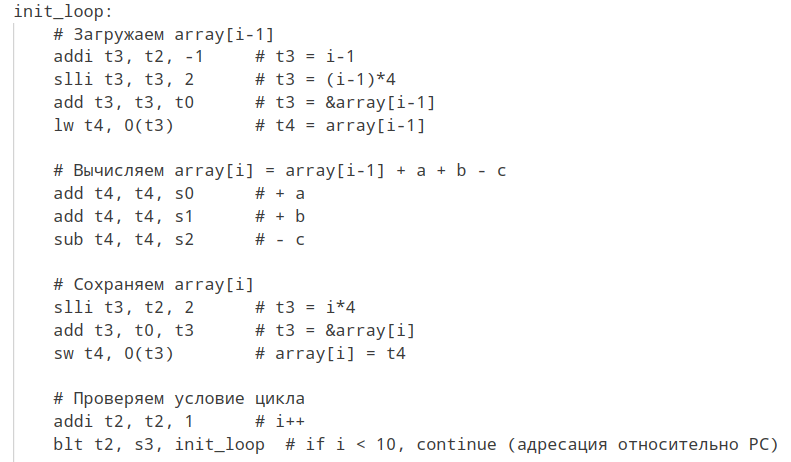 init_loop:
    # Загружаем array[i-1]
    addi t3, t2, -1     # t3 = i-1
    slli t3, t3, 2      # t3 = (i-1)*4
    add t3, t3, t0      # t3 = &array[i-1]
    lw t4, 0(t3)        # t4 = array[i-1]

    # Вычисляем array[i] = array[i-1] + a + b - c
    add t4, t4, s0      # + a
    add t4, t4, s1      # + b
    sub t4, t4, s2      # - c

    # Сохраняем array[i]
    slli t3, t2, 2      # t3 = i*4
    add t3, t0, t3      # t3 = &array[i]
    sw t4, 0(t3)        # array[i] = t4

    # Проверяем условие цикла
    addi t2, t2, 1      # i++
    blt t2, s3, init_loop  # if i < 10, continue (адресация относительно PC)